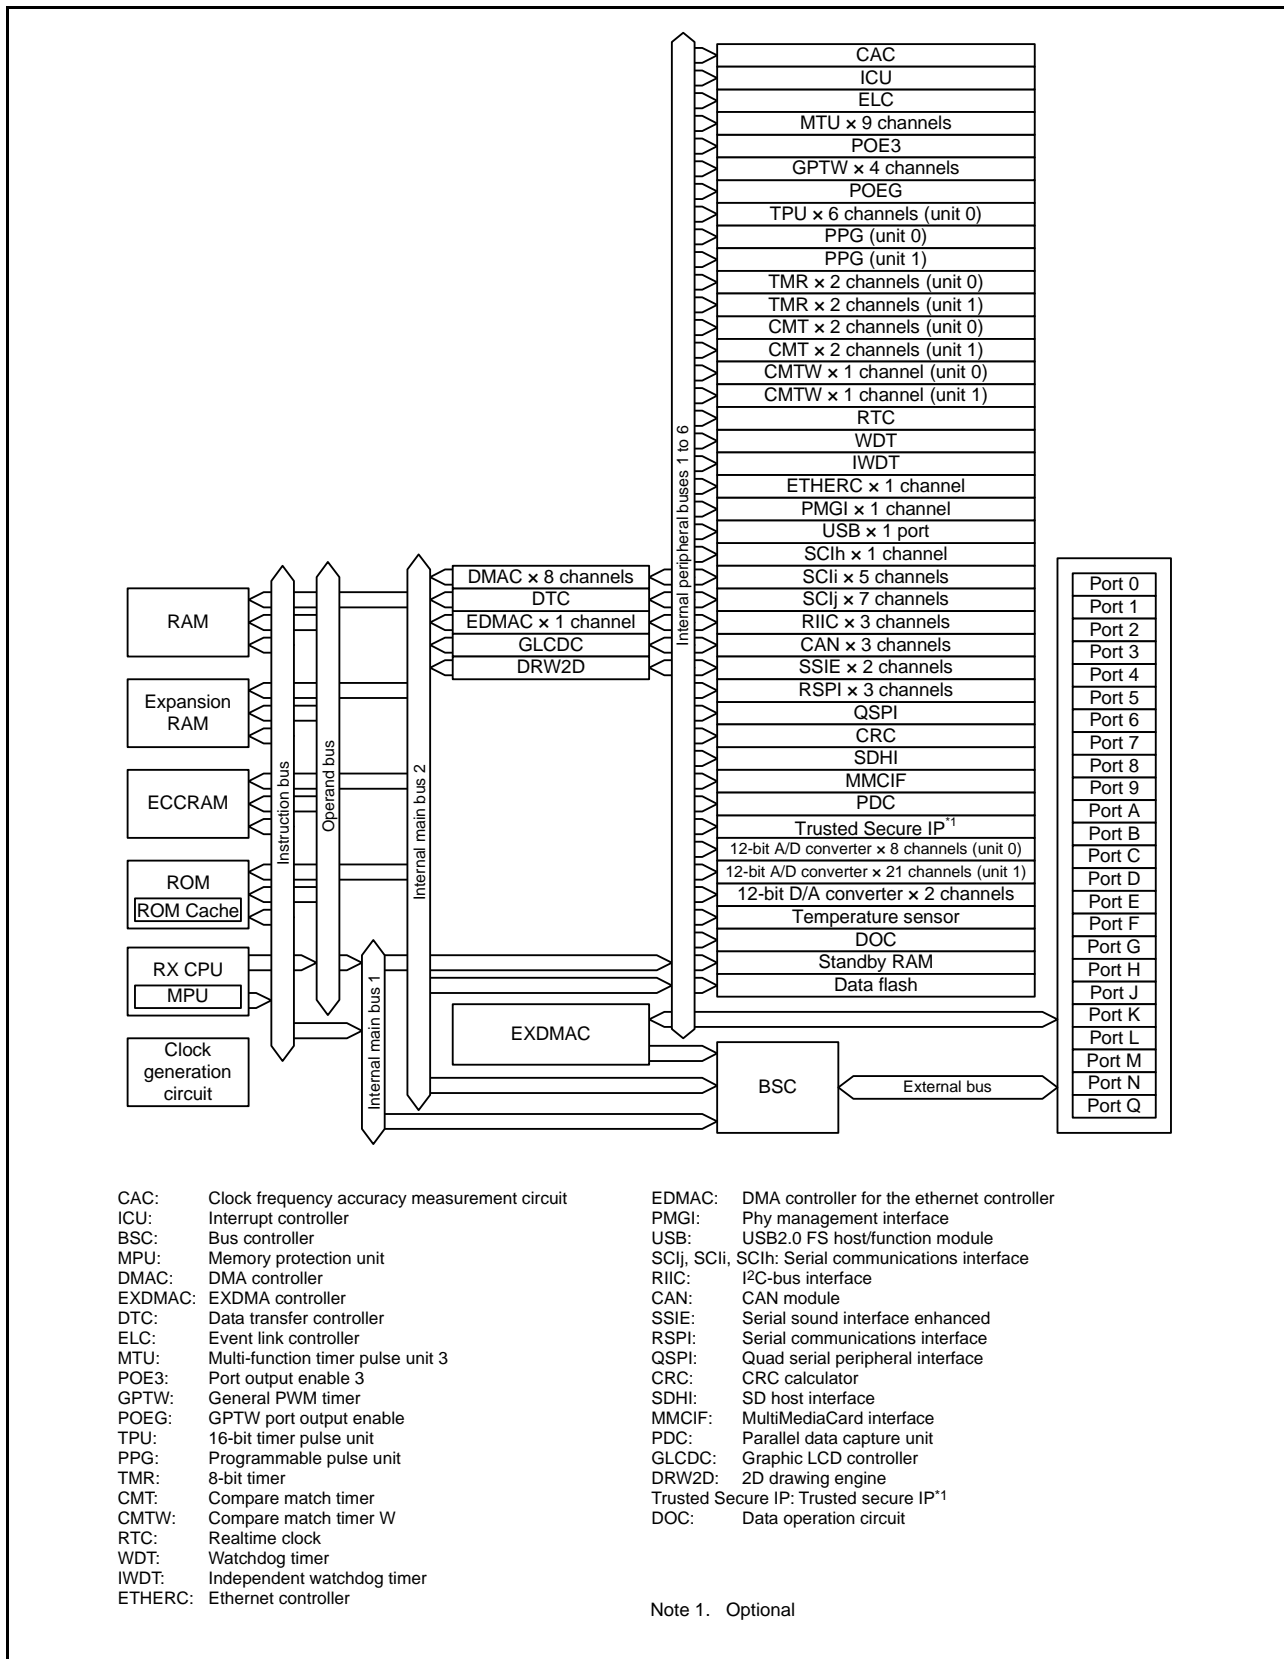 CAC
ICU
ELC
MTU × 9 channels
POE3
GPTW × 4 channels
POEG
TPU × 6 channels (unit 0)
PPG (unit 0)
PPG (unit 1)
TMR × 2 channels (unit 0)
TMR × 2 channels (unit 1)
CMT × 2 channels (unit 0)
CMT × 2 channels (unit 1)
CMTW × 1 channel (unit 0)
CMTW × 1 channel (unit 1)
RTC
WDT
IWDT
ETHERC × 1 channel
PMGI × 1 channel
USB × 1 port
SCIh × 1 channel
SCIi × 5 channels
SCIj × 7 channels
RIIC × 3 channels
CAN × 3 channels
SSIE × 2 channels
RSPI × 3 channels
QSPI
CRC
SDHI
MMCIF
PDC
Trusted Secure IP*1
12-bit A/D converter × 8 channels (unit 0)
12-bit A/D converter × 21 channels (unit 1)
12-bit D/A converter × 2 channels
Temperature sensor
DOC
Standby RAM
Data flash
Internal peripheral buses 1 to 6
DMAC × 8 channels
DTC
EDMAC × 1 channel
GLCDC
DRW2D
RAM
Expansion
RAM
ECCRAM
ROM
ROM Cache
RX CPU
MPU
Clock
generation
circuit
Instruction bus
Operand bus
Internal main bus 1
Internal main bus 2
EXDMAC
BSC
External bus
Port 0
Port 1
Port 2
Port 3
Port 4
Port 5
Port 6
Port 7
Port 8
Port 9
Port A
Port B
Port C
Port D
Port E
Port F
Port G
Port H
Port J
Port K
Port L
Port M
Port N
Port Q
CAC: Clock frequency accuracy measurement circuit
ICU: Interrupt controller
BSC: Bus controller
MPU: Memory protection unit
DMAC: DMA controller
EXDMAC: EXDMA controller
DTC: Data transfer controller
ELC: Event link controller
MTU: Multi-function timer pulse unit 3
POE3: Port output enable 3
GPTW: General PWM timer
POEG: GPTW port output enable
TPU: 16-bit timer pulse unit
PPG: Programmable pulse unit
TMR: 8-bit timer
CMT: Compare match timer
CMTW: Compare match timer W
RTC: Realtime clock
WDT: Watchdog timer
IWDT: Independent watchdog timer
ETHERC: Ethernet controller
EDMAC: DMA controller for the ethernet controller
PMGI: Phy management interface
USB: USB2.0 FS host/function module
SCIj, SCIi, SCIh: Serial communications interface
RIIC: I2C-bus interface
CAN: CAN module
SSIE: Serial sound interface enhanced
RSPI: Serial communications interface
QSPI: Quad serial peripheral interface
CRC: CRC calculator
SDHI: SD host interface
MMCIF: MultiMediaCard interface
PDC: Parallel data capture unit
GLCDC: Graphic LCD controller
DRW2D: 2D drawing engine
Trusted Secure IP: Trusted secure IP*1
DOC: Data operation circuit
Note 1. Optional